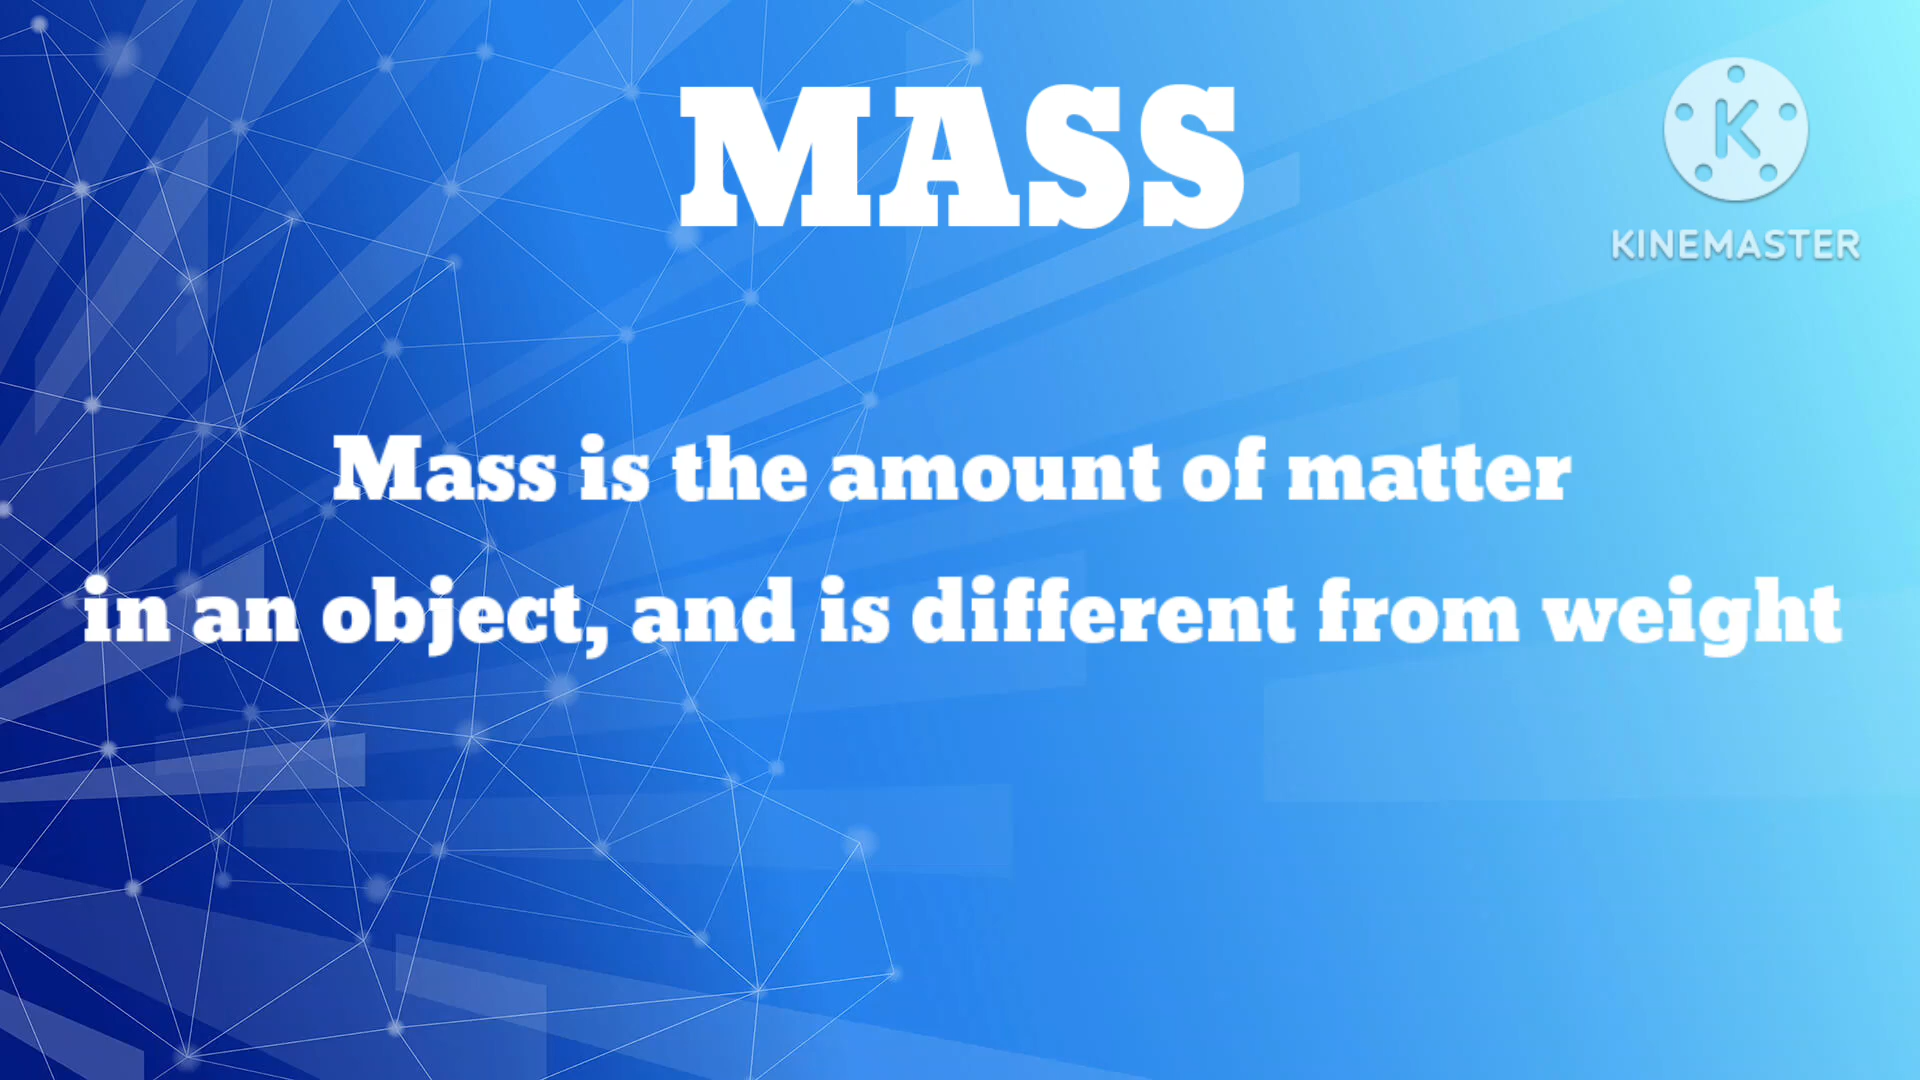 MASS
K
KINEMASTER
Mass is the amount of matter
in an object, and is different from weight